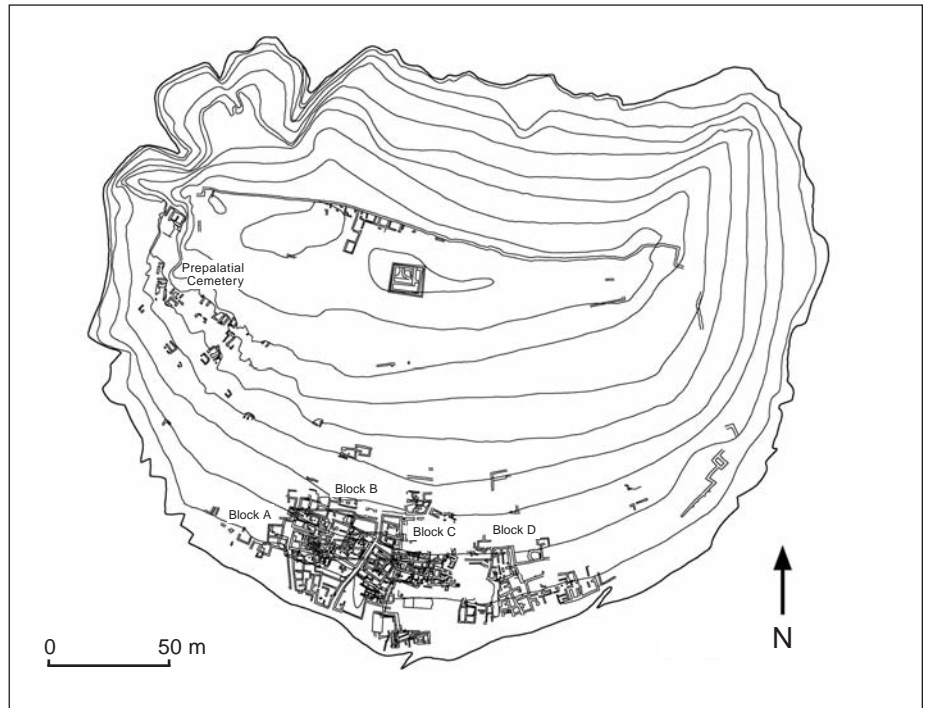 Prepalatial
Cemetery
Block B
Block A
Block C
Block D
0 50 m
N